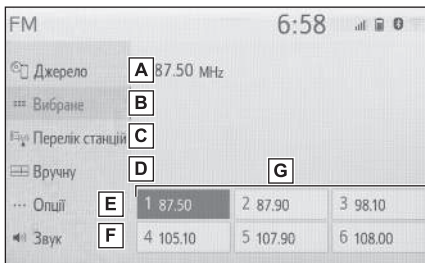 FM 6:58
Джерело A 87.50 MHz
Вибране B
Перелік станцій C
Вручну D G
Опції E 1 87.50 2 87.90 3 98.10
Звук F 4 105.10 5 107.90 6 108.00